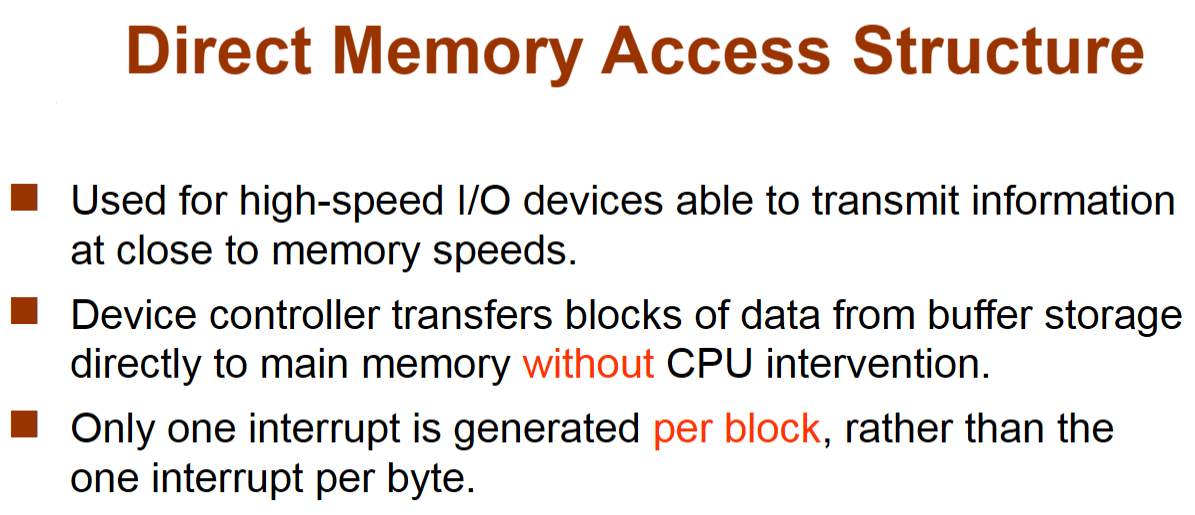 Direct Memory Access Structure
Used for high-speed I/O devices able to transmit information
at close to memory speeds.
Device controller transfers blocks of data from buffer storage
directly to main memory without CPU intervention.
Only one interrupt is generated per block, rather than the
one interrupt per byte.